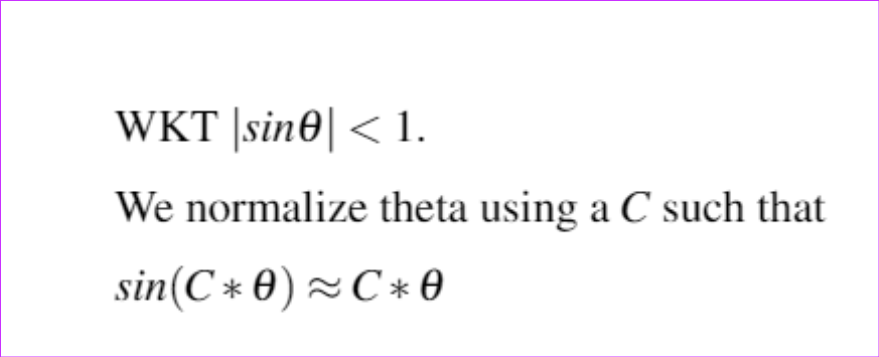 WKT |sinθ| < 1.
We normalize theta using a C such that
sin(C * θ) ≈ C * θ